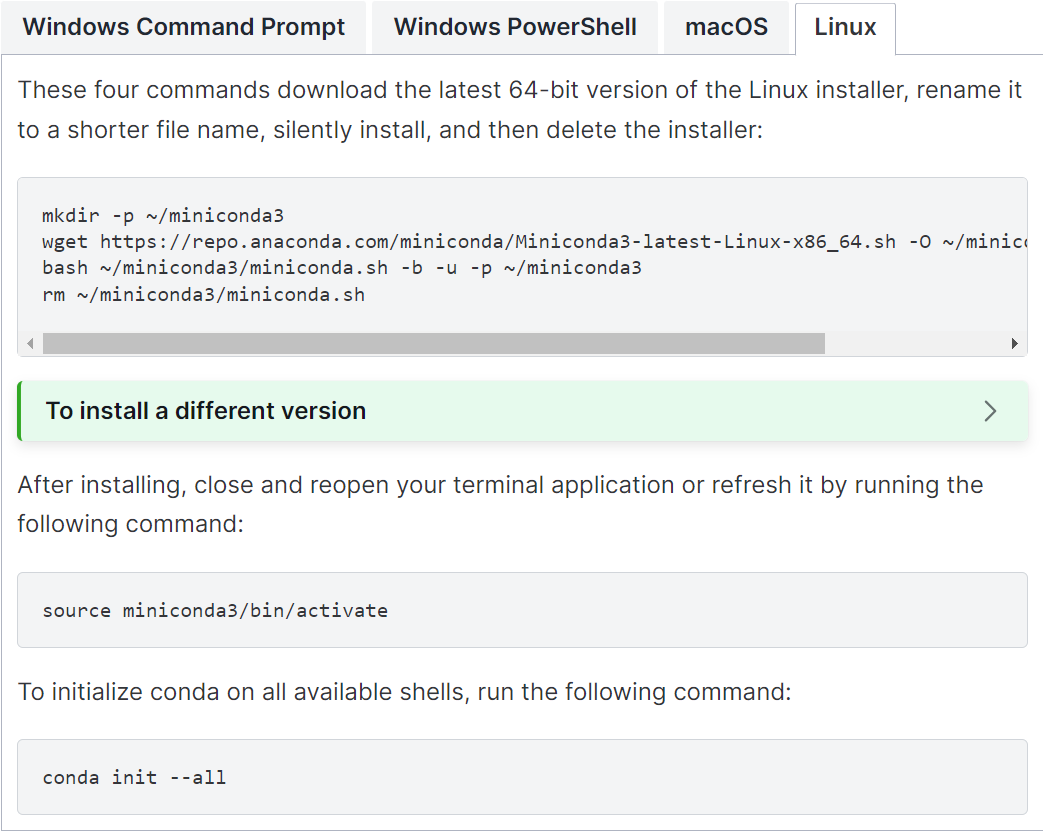 Windows Command Prompt Windows PowerShell macOS Linux
These four commands download the latest 64-bit version of the Linux installer, rename it
to a shorter file name, silently install, and then delete the installer:
mkdir -p ~/miniconda3
wget https://repo.anaconda.com/miniconda/Miniconda3-latest-Linux-x86_64.sh -O ~/minic
bash ~/miniconda3/miniconda.sh -b -u -p ~/miniconda3
rm ~/miniconda3/miniconda.sh
To install a different version
After installing, close and reopen your terminal application or refresh it by running the
following command:
source miniconda3/bin/activate
To initialize conda on all available shells, run the following command:
conda init --all